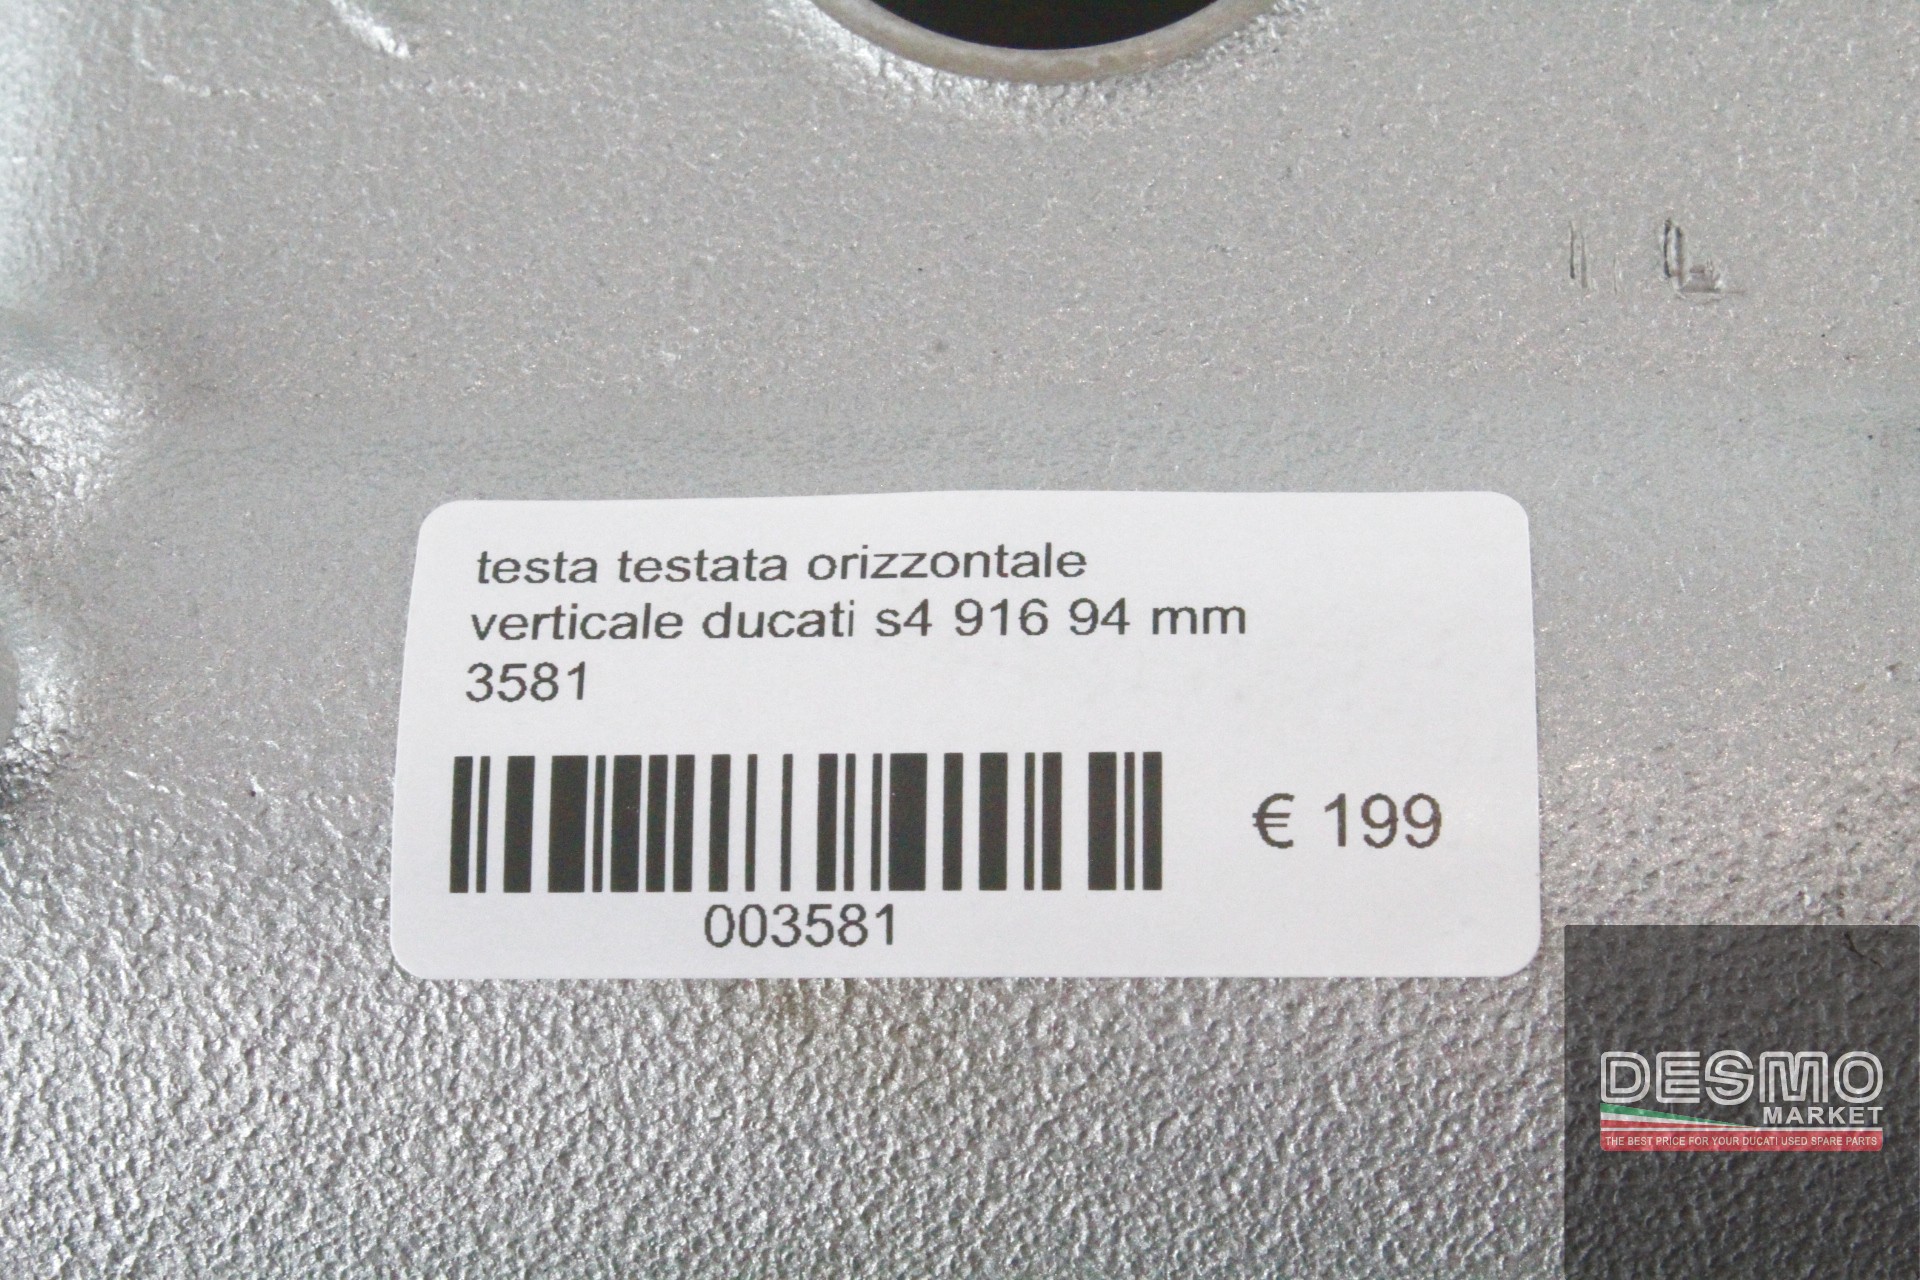 testa testata orizzontale
verticale ducati s4 916 94 mm
3581
€ 199
003581
DESMO
MARKET
THE BEST PRICE FOR YOUR DUCATI USED SPARE PARTS